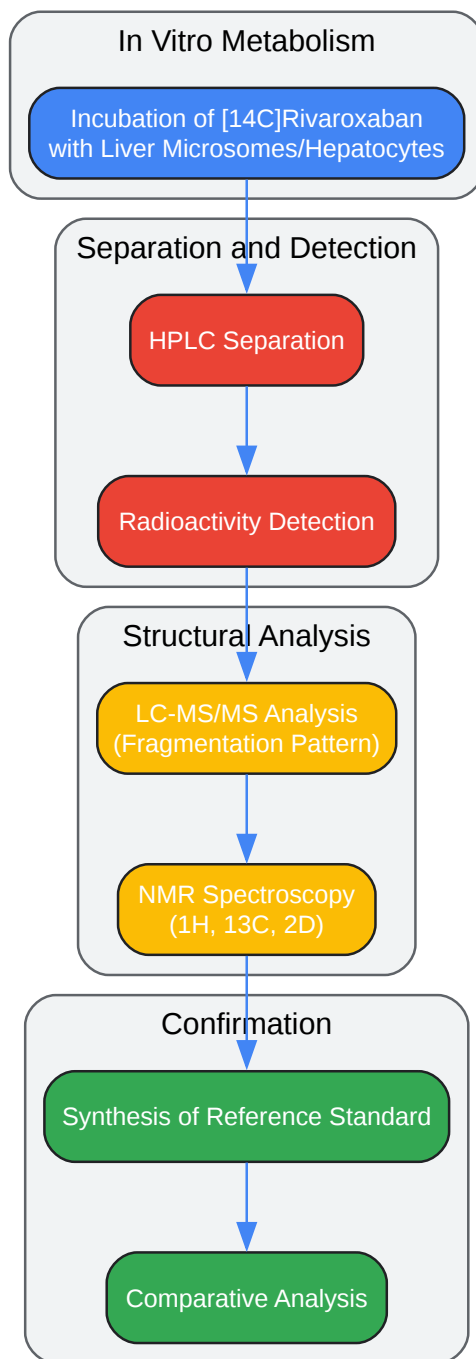 In Vitro Metabolism
Incubation of [14C]Rivaroxaban
with Liver Microsomes/Hepatocytes
Separation and Detection
HPLC Separation
Radioactivity Detection
Structural Analysis
LC-MS/MS Analysis
(Fragmentation Pattern)
NMR Spectroscopy
(1H, 13C, 2D)
Confirmation
Synthesis of Reference Standard
Comparative Analysis